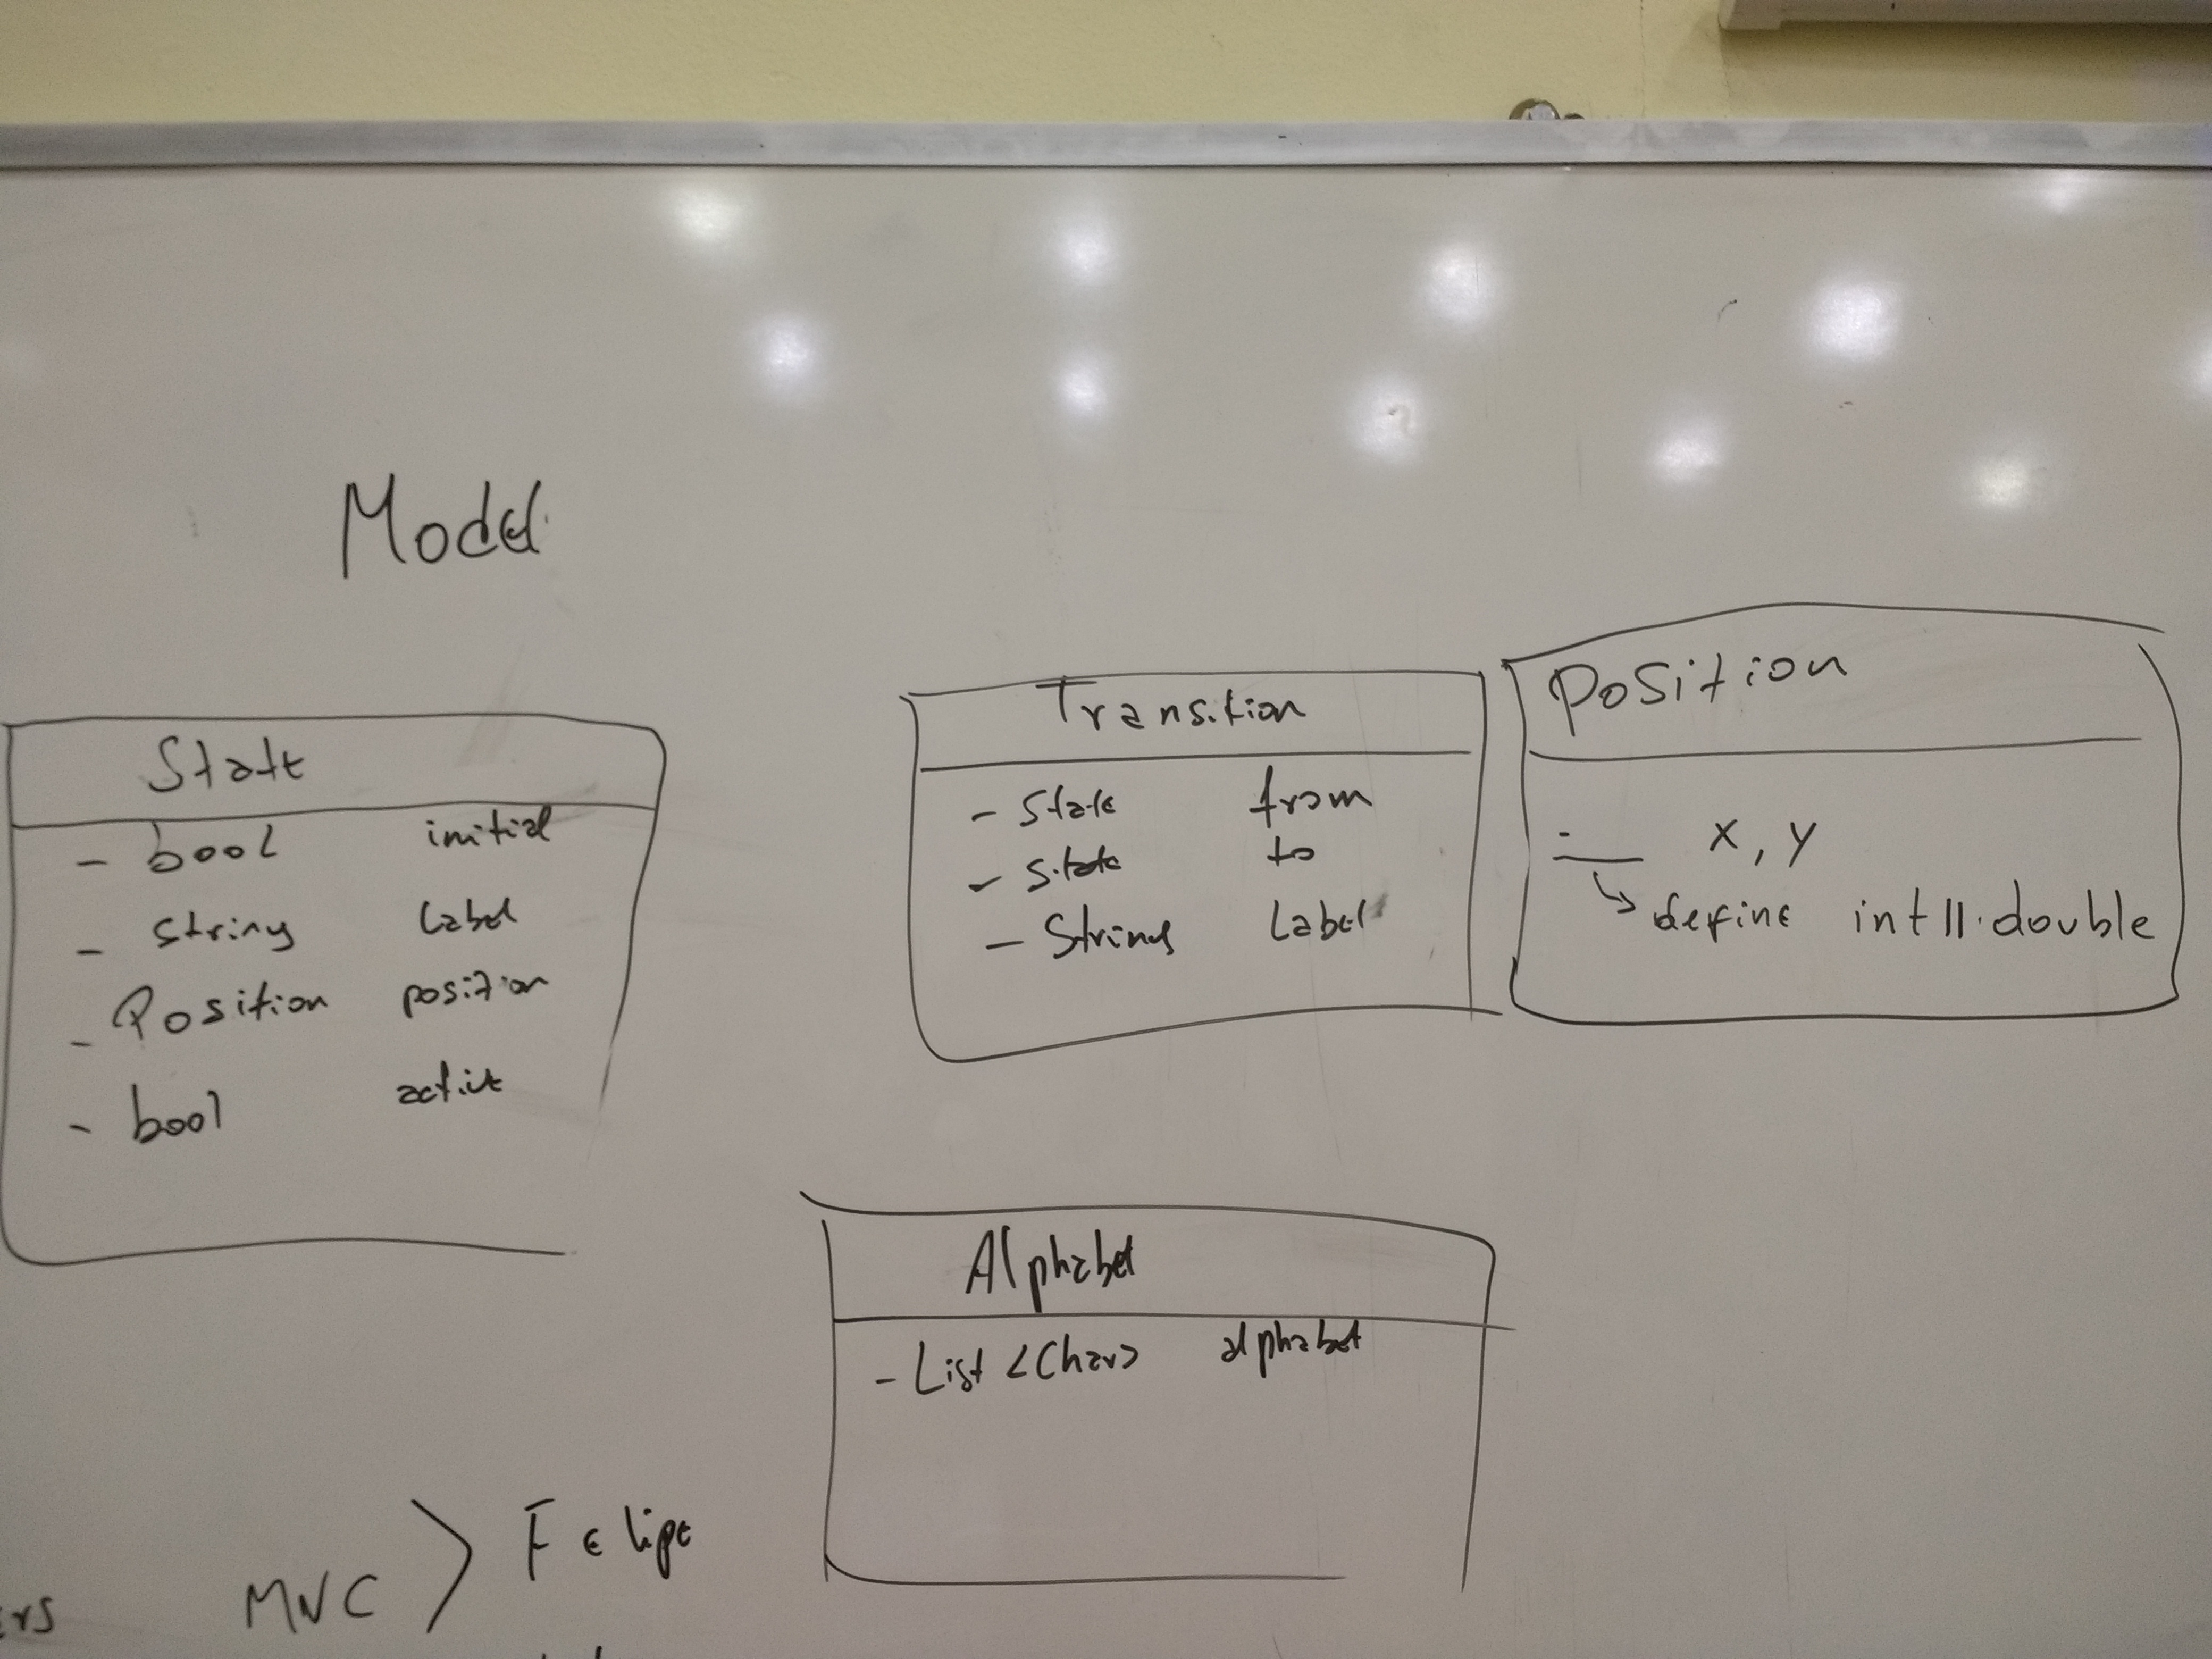 Model
State
- bool initial
- string Label
- Position position
- bool active
Transition
- State from
- State to
- String Label
Position
- ___ x, y
↳ define int || double
Alphabet
- List <Char> alphabet
MVC > Felipe
ers